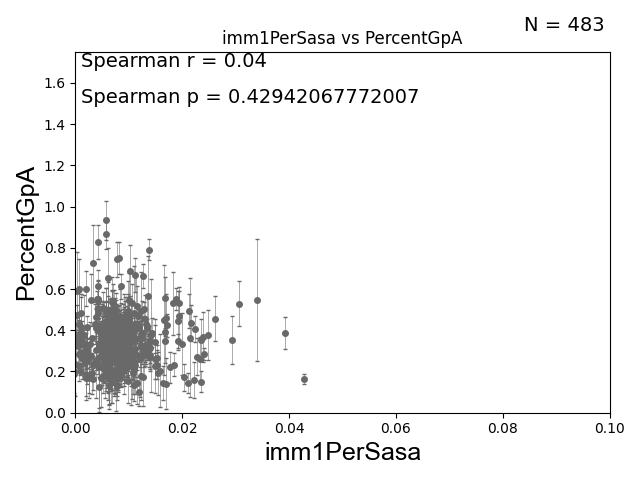 N = 483
imm1PerSasa vs PercentGpA
Spearman r = 0.04
Spearman p = 0.42942067772007
PercentGpA
1.6
1.4
1.2
1.0
0.8
0.6
0.4
0.2
0.0
0.00 0.02 0.04 0.06 0.08 0.10
imm1PerSasa